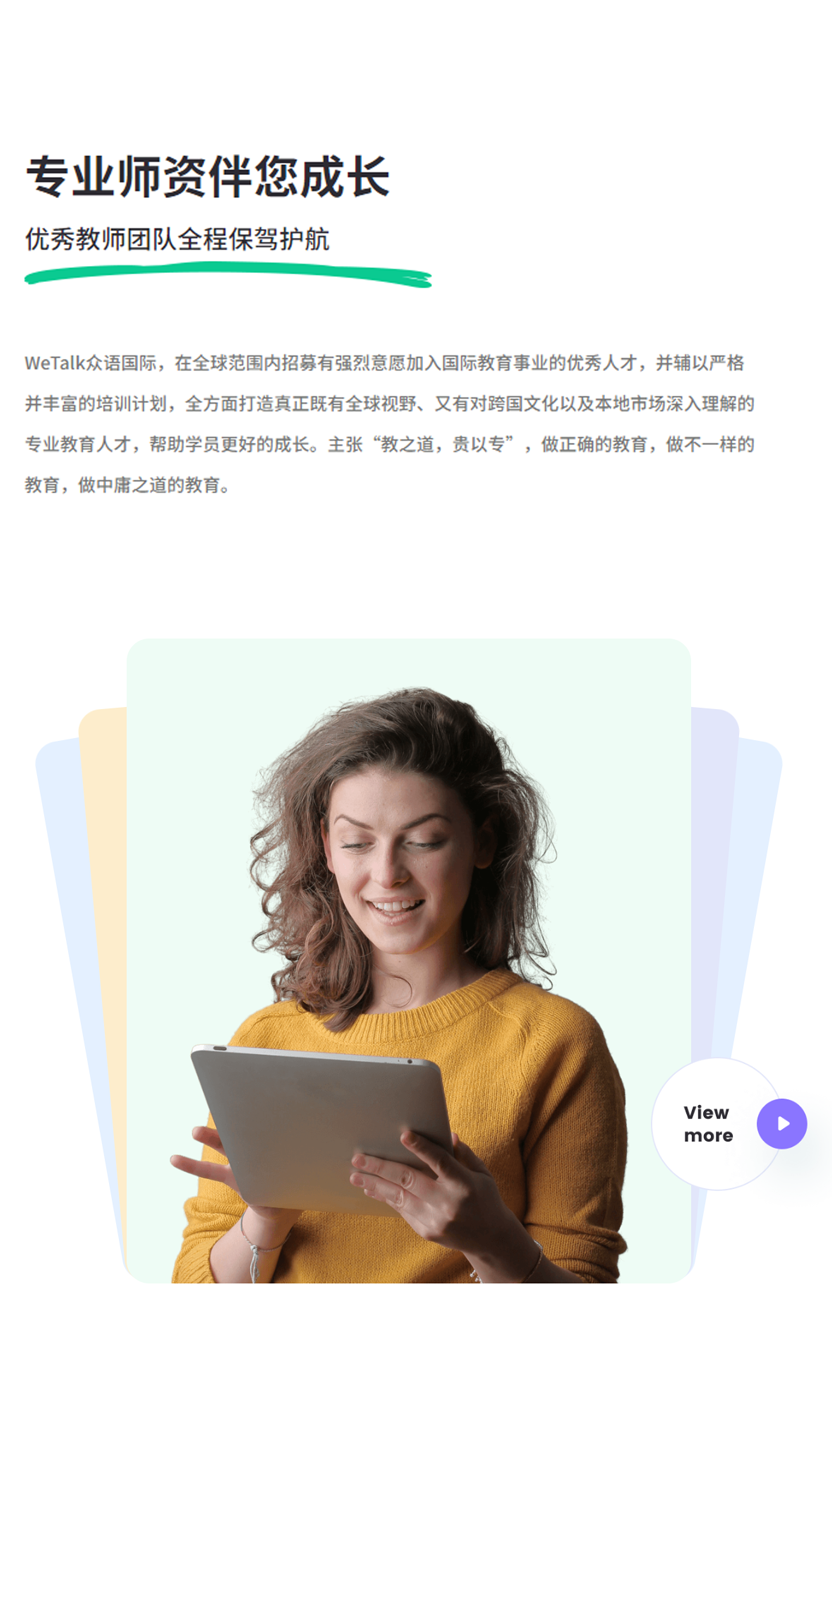 专业师资伴您成长
优秀教师团队全程保驾护航
WeTalk众语国际，在全球范围内招募有强烈意愿加入国际教育事业的优秀人才，并辅以严格
并丰富的培训计划，全方面打造真正既有全球视野、又有对跨国文化以及本地市场深入理解的
专业教育人才，帮助学员更好的成长。主张“教之道，贵以专”，做正确的教育，做不一样的
教育，做中庸之道的教育。
View
more